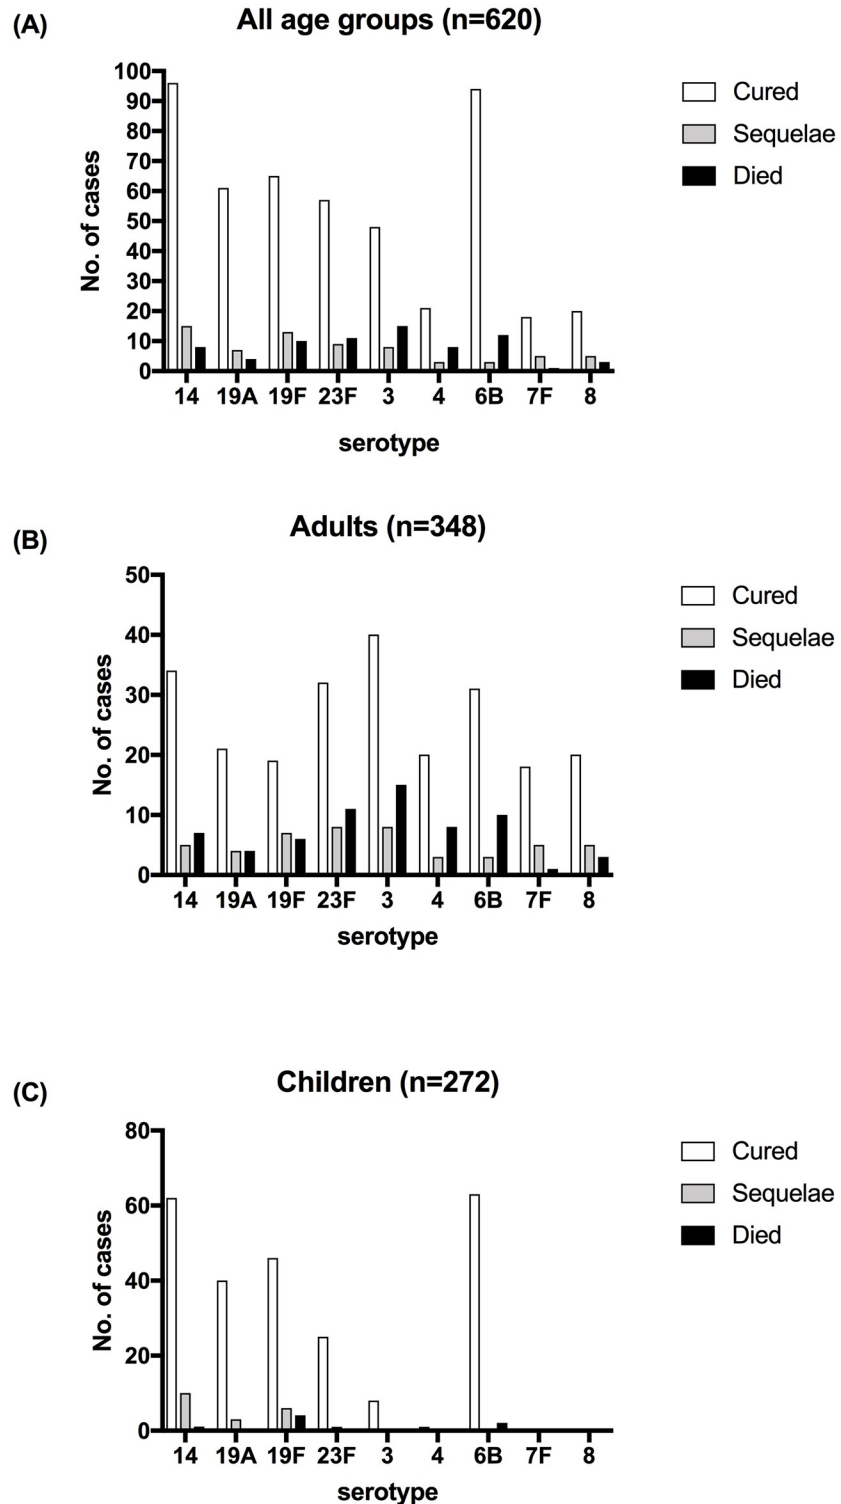 (A)
All age groups (n=620)
100
90
80
70
60
50
40
30
20
10
0
No. of cases
14 19A 19F 23F 3 4 6B 7F 8
serotype
Cured
Sequelae
Died
(B)
Adults (n=348)
50
40
30
20
10
0
No. of cases
14 19A 19F 23F 3 4 6B 7F 8
serotype
Cured
Sequelae
Died
(C)
Children (n=272)
80
60
40
20
0
No. of cases
14 19A 19F 23F 3 4 6B 7F 8
serotype
Cured
Sequelae
Died